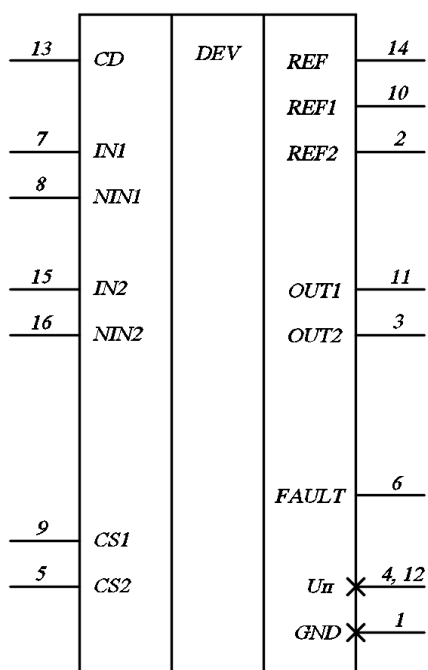 13 CD DEV REF 14
REF1 10
7 IN1 REF2 2
8 NIN1
15 IN2 OUT1 11
16 NIN2 OUT2 3
FAULT 6
9 CS1
5 CS2 Uп 4, 12
GND 1